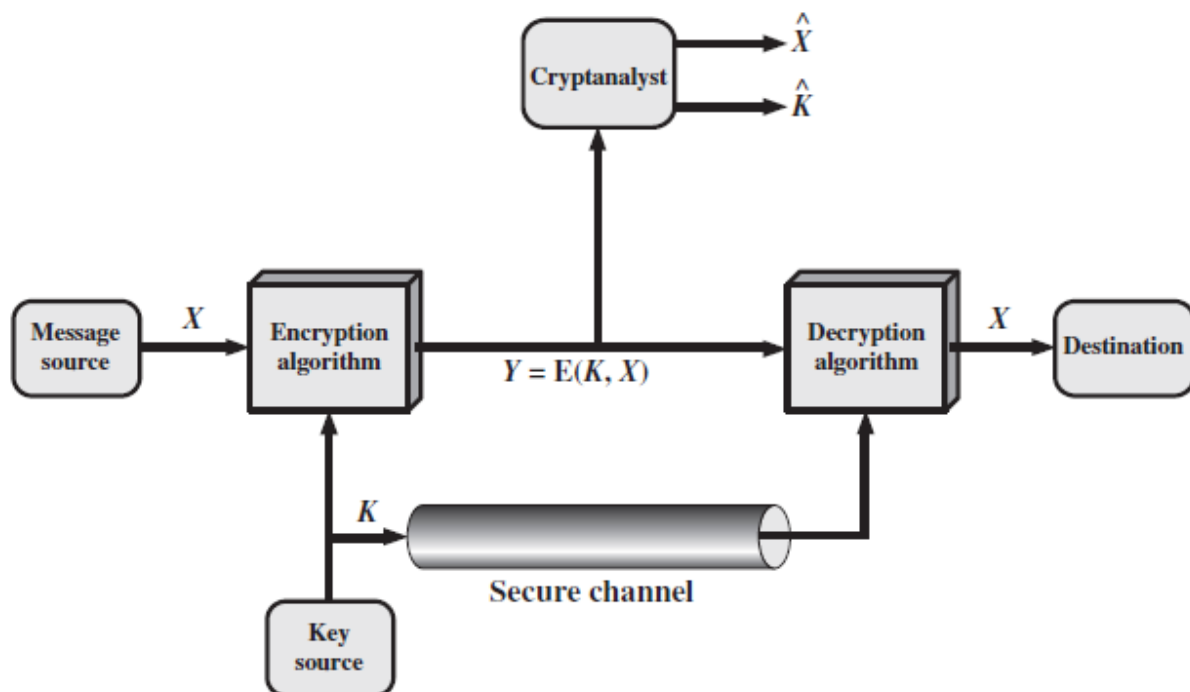 X̂
Cryptanalyst
K̂
Message
source
X
Encryption
algorithm
Y = E(K, X)
Decryption
algorithm
X
Destination
K
Secure channel
Key
source